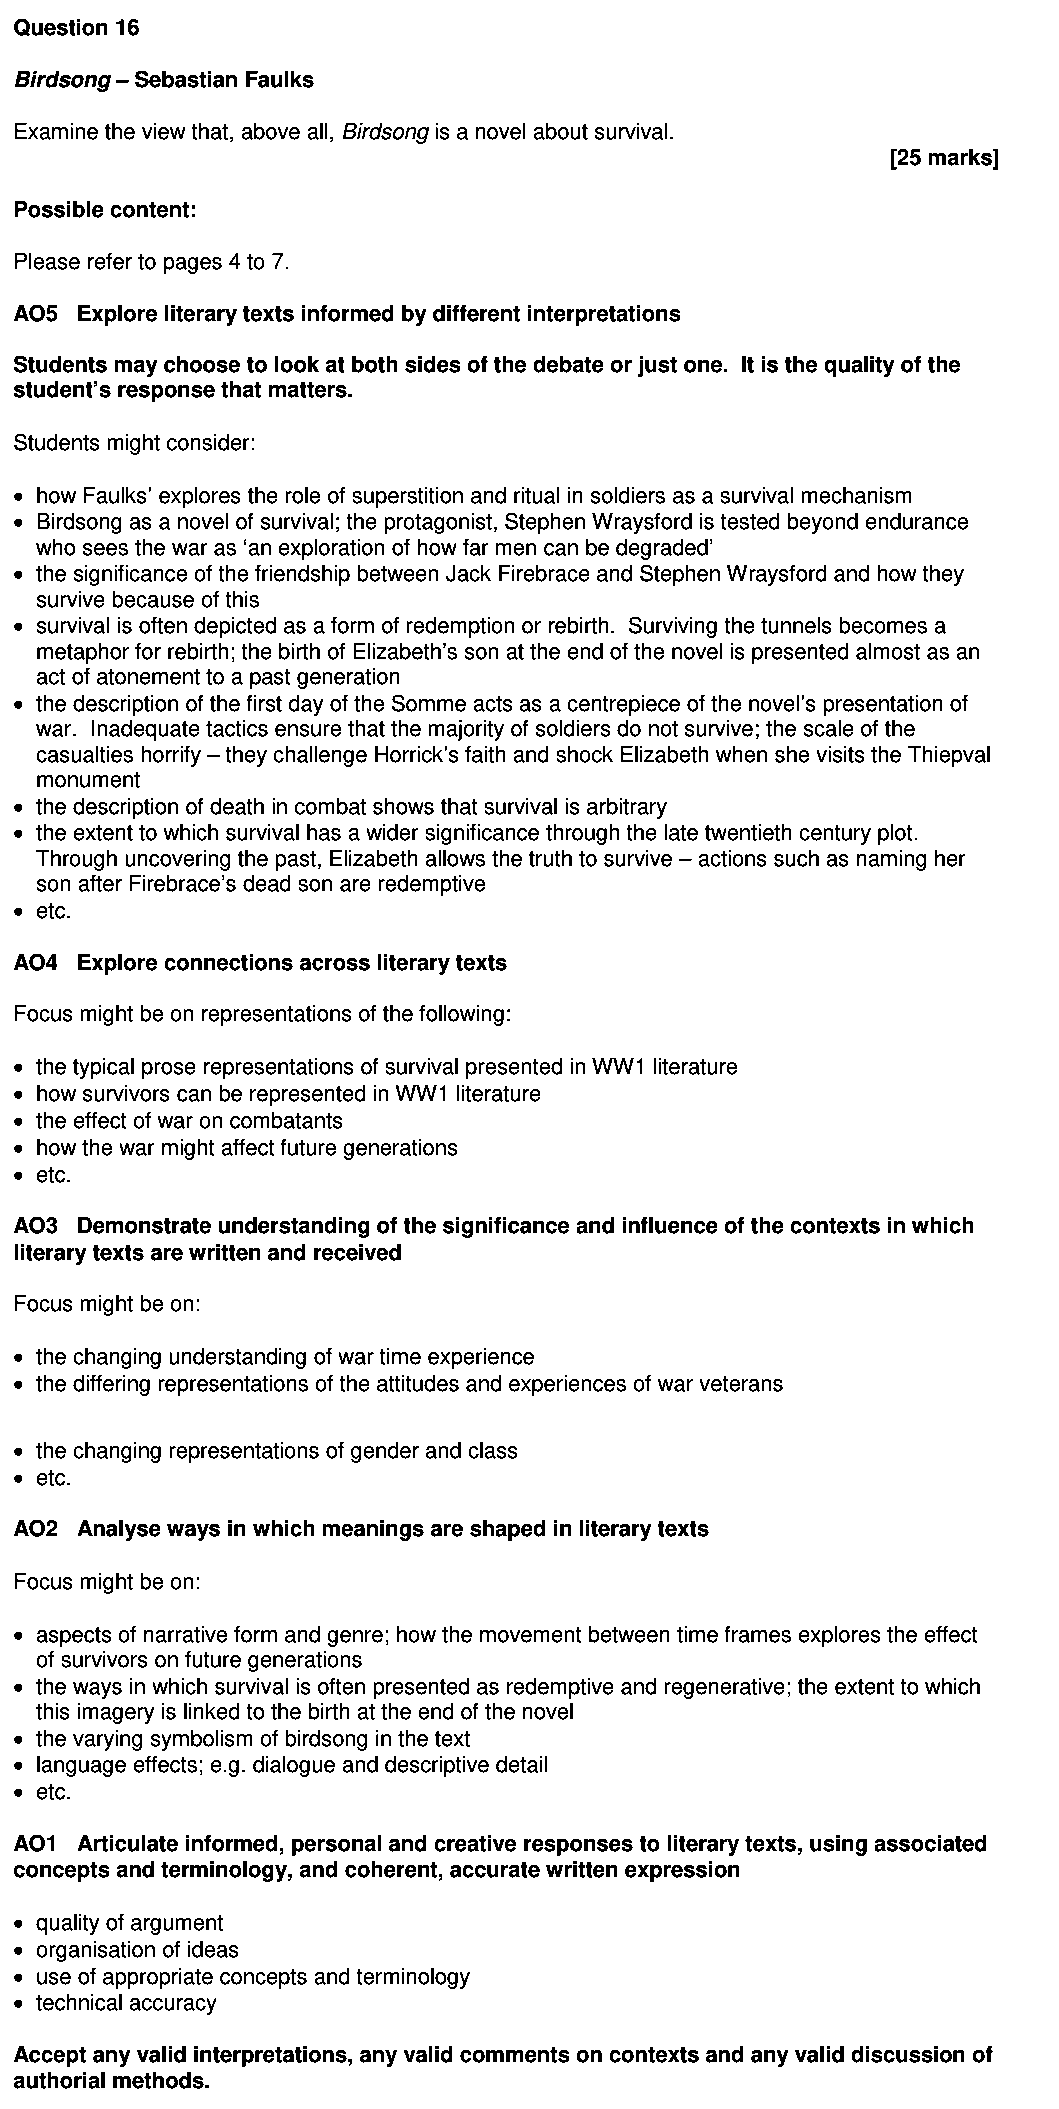 Question 16
Birdsong – Sebastian Faulks
Examine the view that, above all, Birdsong is a novel about survival.
[25 marks]
Possible content:
Please refer to pages 4 to 7.
AO5 Explore literary texts informed by different interpretations
Students may choose to look at both sides of the debate or just one. It is the quality of the
student's response that matters.
Students might consider:
• how Faulks' explores the role of superstition and ritual in soldiers as a survival mechanism
• Birdsong as a novel of survival; the protagonist, Stephen Wraysford is tested beyond endurance
who sees the war as 'an exploration of how far men can be degraded'
• the significance of the friendship between Jack Firebrace and Stephen Wraysford and how they
survive because of this
• survival is often depicted as a form of redemption or rebirth. Surviving the tunnels becomes a
metaphor for rebirth; the birth of Elizabeth's son at the end of the novel is presented almost as an
act of atonement to a past generation
• the description of the first day of the Somme acts as a centrepiece of the novel's presentation of
war. Inadequate tactics ensure that the majority of soldiers do not survive; the scale of the
casualties horrify – they challenge Horrick's faith and shock Elizabeth when she visits the Thiepval
monument
• the description of death in combat shows that survival is arbitrary
• the extent to which survival has a wider significance through the late twentieth century plot.
Through uncovering the past, Elizabeth allows the truth to survive – actions such as naming her
son after Firebrace's dead son are redemptive
• etc.
AO4 Explore connections across literary texts
Focus might be on representations of the following:
• the typical prose representations of survival presented in WW1 literature
• how survivors can be represented in WW1 literature
• the effect of war on combatants
• how the war might affect future generations
• etc.
AO3 Demonstrate understanding of the significance and influence of the contexts in which
literary texts are written and received
Focus might be on:
• the changing understanding of war time experience
• the differing representations of the attitudes and experiences of war veterans
• the changing representations of gender and class
• etc.
AO2 Analyse ways in which meanings are shaped in literary texts
Focus might be on:
• aspects of narrative form and genre; how the movement between time frames explores the effect
of survivors on future generations
• the ways in which survival is often presented as redemptive and regenerative; the extent to which
this imagery is linked to the birth at the end of the novel
• the varying symbolism of birdsong in the text
• language effects; e.g. dialogue and descriptive detail
• etc.
AO1 Articulate informed, personal and creative responses to literary texts, using associated
concepts and terminology, and coherent, accurate written expression
• quality of argument
• organisation of ideas
• use of appropriate concepts and terminology
• technical accuracy
Accept any valid interpretations, any valid comments on contexts and any valid discussion of
authorial methods.